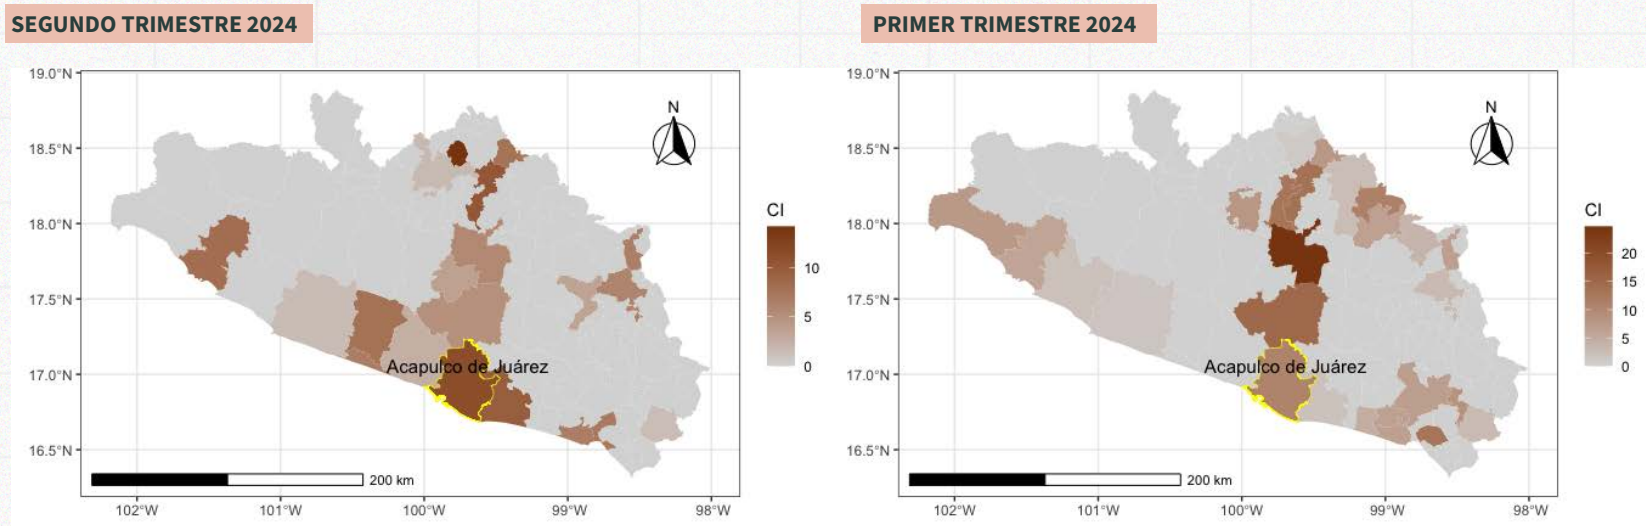 SEGUNDO TRIMESTRE 2024
19.0°N
18.5°N
18.0°N
17.5°N
17.0°N
16.5°N
N
Acapulco de Juárez
200 km
102°W 101°W 100°W 99°W 98°W
CI
10
5
0
PRIMER TRIMESTRE 2024
19.0°N
18.5°N
18.0°N
17.5°N
17.0°N
16.5°N
N
Acapulco de Juárez
200 km
102°W 101°W 100°W 99°W 98°W
CI
20
15
10
5
0